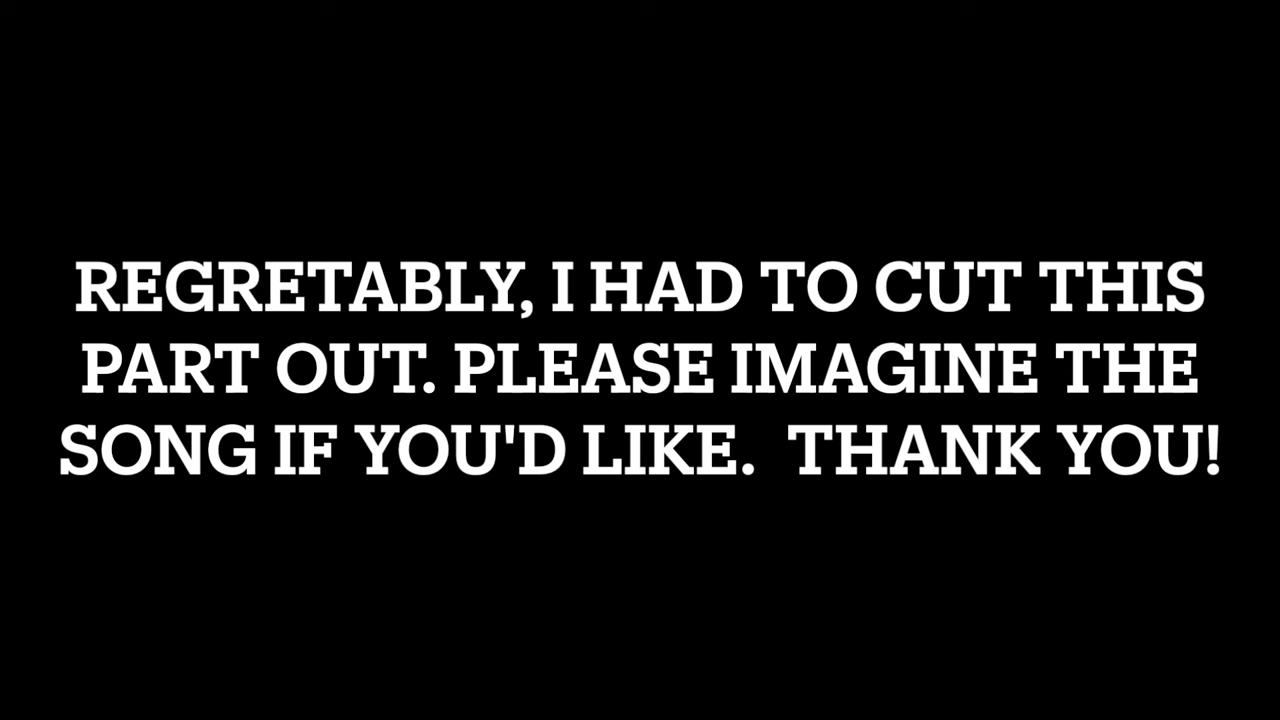 REGRETABLY, I HAD TO CUT THIS
PART OUT. PLEASE IMAGINE THE
SONG IF YOU'D LIKE.  THANK YOU!